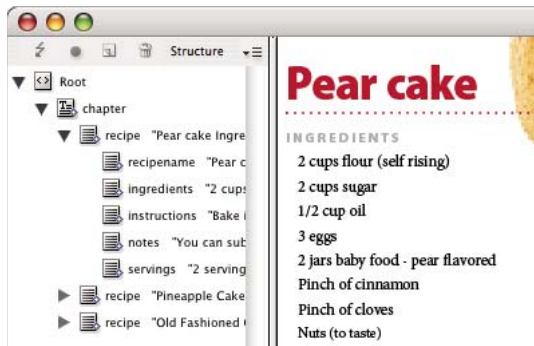 Structure
Root
chapter
recipe "Pear cake Ingre
recipename "Pear c
ingredients "2 cups
instructions "Bake i
notes "You can sub
servings "2 serving
recipe "Pineapple Cake
recipe "Old Fashioned
Pear cake
INGREDIENTS
2 cups flour (self rising)
2 cups sugar
1/2 cup oil
3 eggs
2 jars baby food - pear flavored
Pinch of cinnamon
Pinch of cloves
Nuts (to taste)